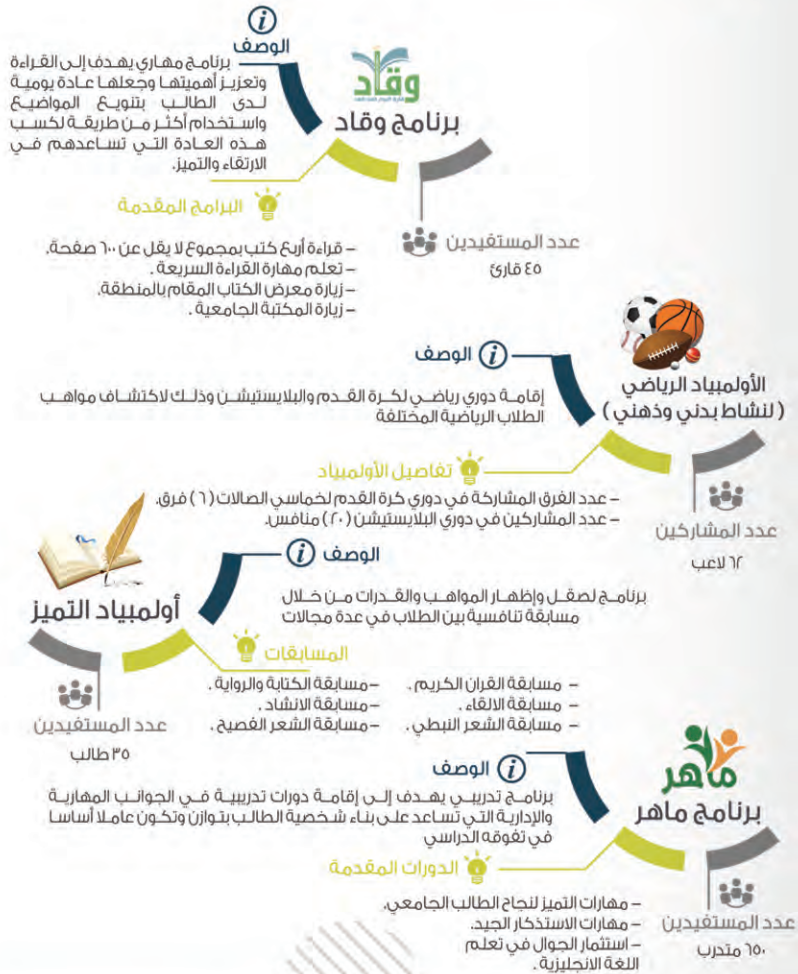 وقاد
برنامج وقاد
الوصف
برنامج مهاري يهدف إلى القراءة
وتعزيز أهميتها وجعلها عادة يومية
لدى الطالب بتنويع المواضيع
واستخدام أكثر من طريقة لكسب
هذه العادة التي تساعدهم في
الارتقاء والتميز.
البرامج المقدمة
– قراءة أربع كتب بمجموع لا يقل عن ٦٠٠ صفحة.
– تعلم مهارة القراءة السريعة .
– زيارة معرض الكتاب المقام بالمنطقة.
– زيارة المكتبة الجامعية .
عدد المستفيدين
٤٥ قارئ
الأولمبياد الرياضي
( لنشاط بدني وذهني )
الوصف
إقامة دوري رياضي لكرة القدم والبلايستيشن وذلك لاكتشاف مواهب
الطلاب الرياضية المختلفة
تفاصيل الأولمبياد
– عدد الفرق المشاركة في دوري كرة القدم لخماسي الصالات ( ٦ ) فرق.
– عدد المشاركين في دوري البلايستيشن ( ٢٠ ) منافس.
عدد المشاركين
٦٢ لاعب
أولمبياد التميز
الوصف
برنامج لصقل وإظهار المواهب والقدرات من خلال
مسابقة تنافسية بين الطلاب في عدة مجالات
المسابقات
– مسابقة القران الكريم . – مسابقة الكتابة والرواية .
– مسابقة الالقاء . – مسابقة الانشاد .
– مسابقة الشعر النبطي . – مسابقة الشعر الفصيح .
عدد المستفيدين
٣٥ طالب
ماهر
برنامج ماهر
الوصف
برنامج تدريبي يهدف إلى إقامة دورات تدريبية في الجوانب المهارية
والإدارية التي تساعد على بناء شخصية الطالب بتوازن وتكون عاملا أساسا
في تفوقه الدراسي
الدورات المقدمة
– مهارات التميز لنجاح الطالب الجامعي.
– مهارات الاستذكار الجيد.
– استثمار الجوال في تعلم
اللغة الانجليزية .
عدد المستفيدين
٦٥٠ متدرب